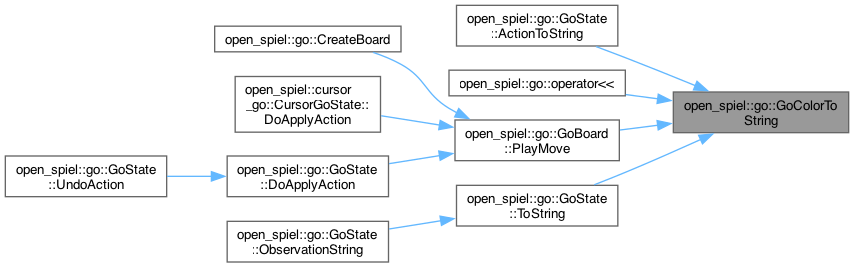 open_spiel::go::GoState
::ActionToString
open_spiel::go::CreateBoard
open_spiel::go::operator<<
open_spiel::cursor
_go::CursorGoState::
DoApplyAction
open_spiel::go::GoColorTo
String
open_spiel::go::GoBoard
::PlayMove
open_spiel::go::GoState
::UndoAction
open_spiel::go::GoState
::DoApplyAction
open_spiel::go::GoState
::ToString
open_spiel::go::GoState
::ObservationString